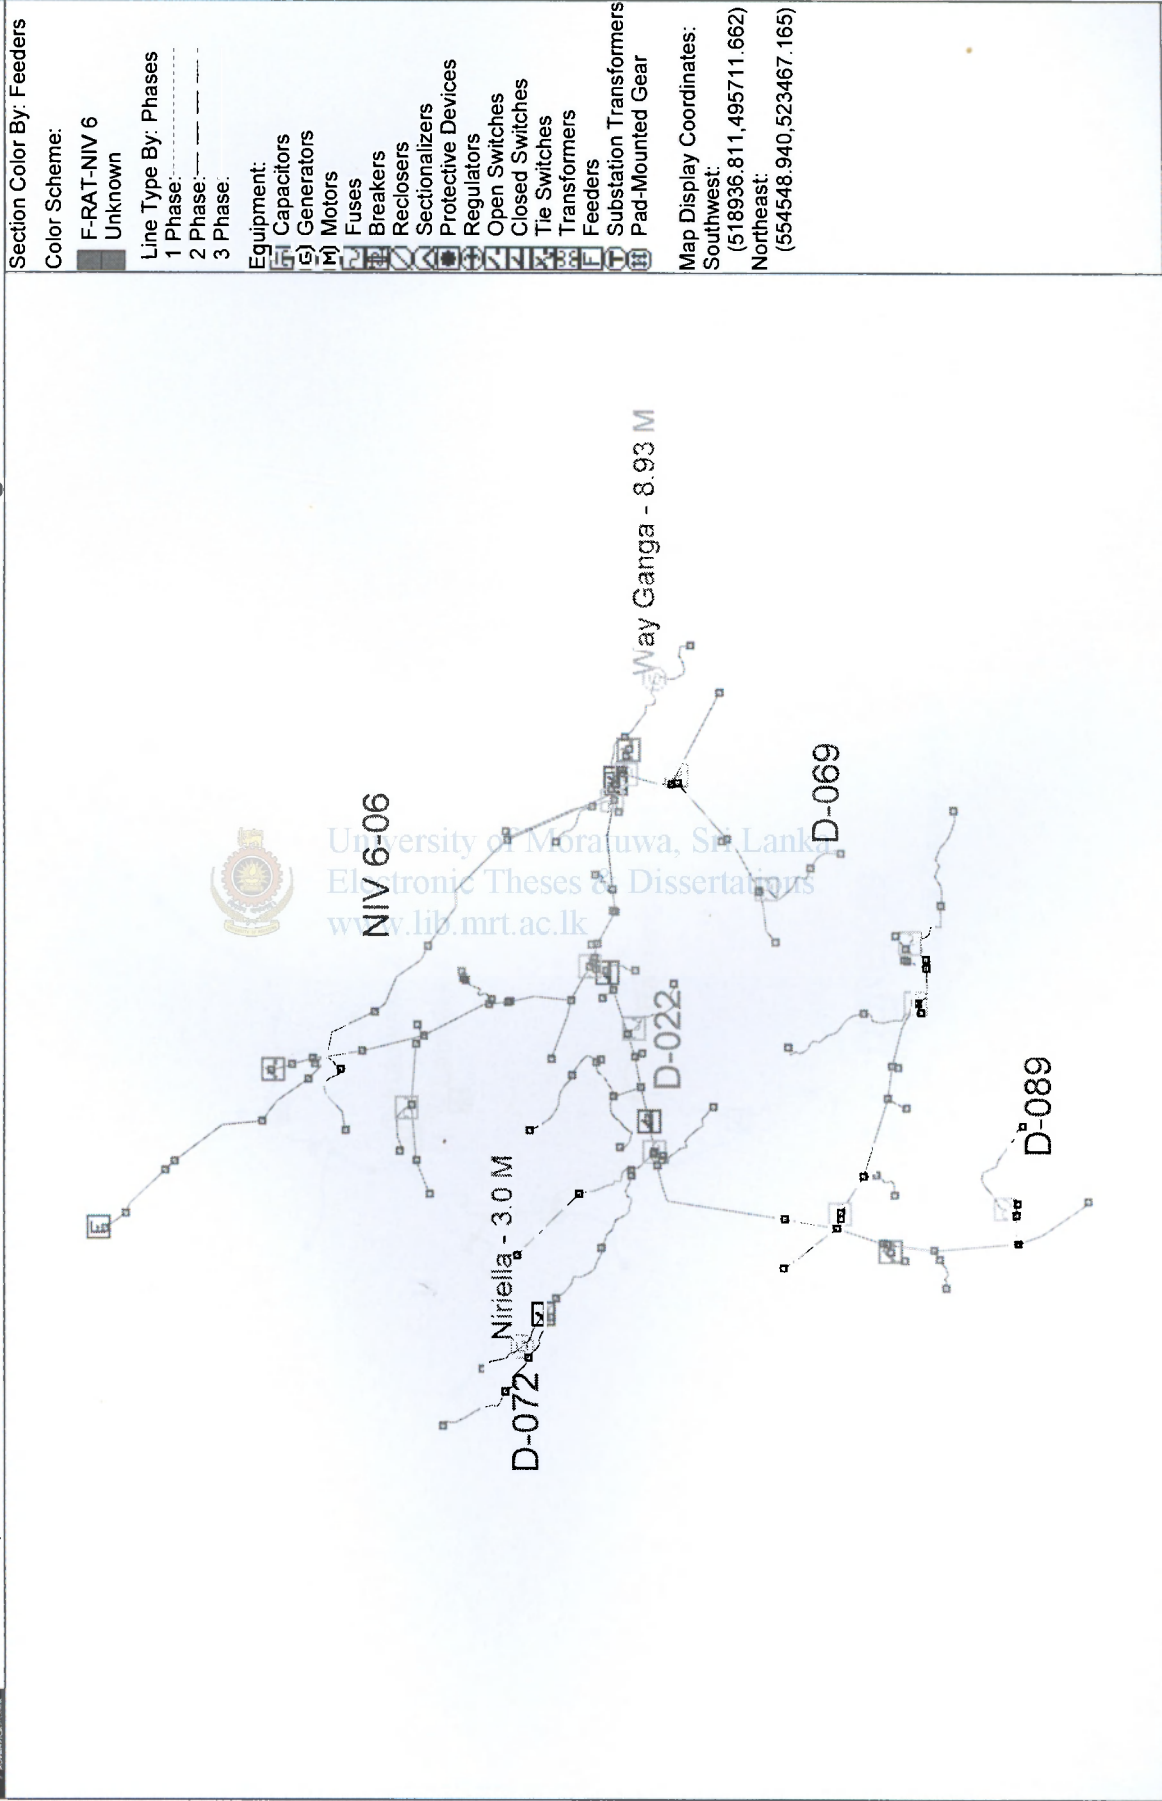 Section Color By: Feeders
Color Scheme:
F-RAT-NIV 6
Unknown
Line Type By: Phases
1 Phase:
2 Phase:
3 Phase:
Equipment:
Capacitors
Generators
Motors
Fuses
Breakers
Reclosers
Sectionalizers
Protective Devices
Regulators
Open Switches
Closed Switches
Tie Switches
Transformers
Feeders
Substation Transformers
Pad-Mounted Gear
Map Display Coordinates:
Southwest:
(518936.811,495711.662)
Northeast:
(554548.940,523467.165)
Way Ganga - 8.93 M
NIV 6-06
D-069
D-022
D-089
Niriella - 3.0 M
D-072
University of Moratuwa, Sri Lanka
Electronic Theses & Dissertations
www.lib.mrt.ac.lk